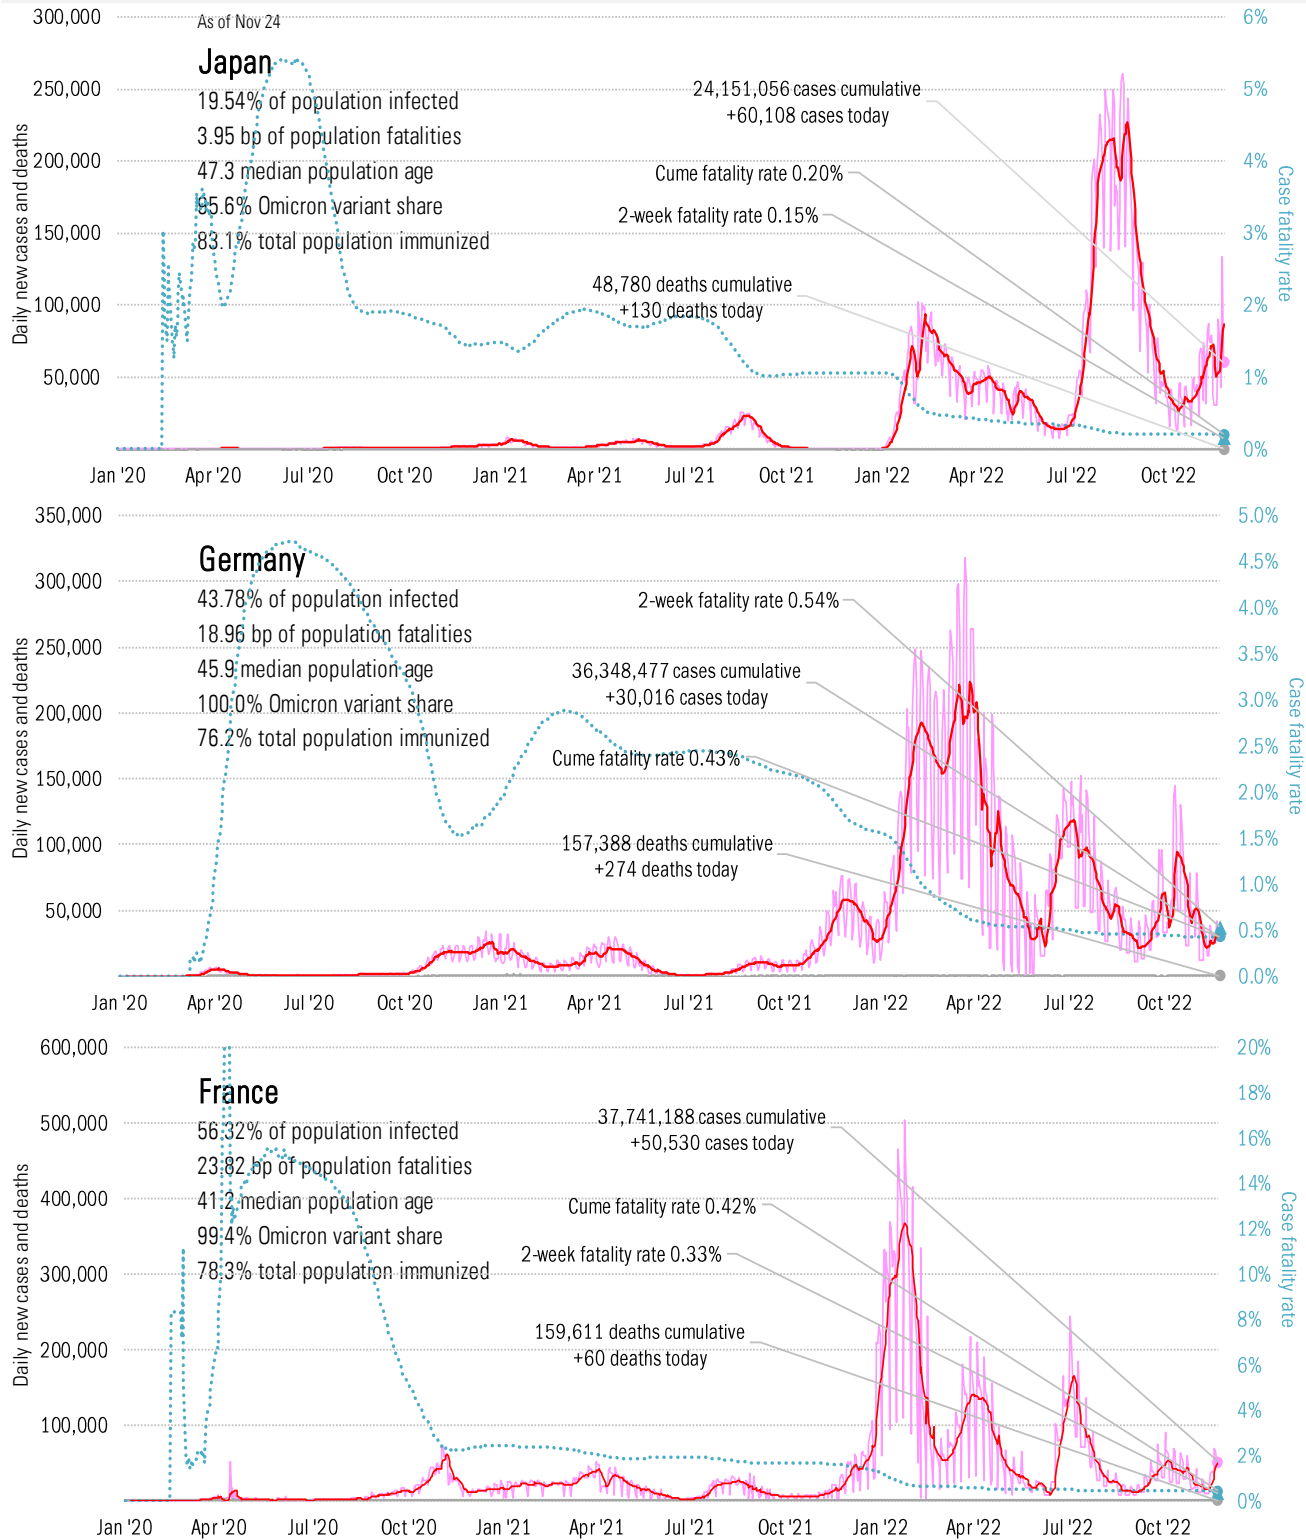 As of Nov 24
Japan
19.54% of population infected
3.95 bp of population fatalities
47.3 median population age
95.6% Omicron variant share
83.1% total population immunized
24,151,056 cases cumulative
+60,108 cases today
Cume fatality rate 0.20%
2-week fatality rate 0.15%
48,780 deaths cumulative
+130 deaths today
Daily new cases and deaths
300,000
250,000
200,000
150,000
100,000
50,000
6%
5%
4%
3%
2%
1%
0%
Case fatality rate
Jan '20 Apr '20 Jul '20 Oct '20 Jan '21 Apr '21 Jul '21 Oct '21 Jan '22 Apr '22 Jul '22 Oct '22
Germany
43.78% of population infected
18.96 bp of population fatalities
45.9 median population age
100.0% Omicron variant share
76.2% total population immunized
2-week fatality rate 0.54%
36,348,477 cases cumulative
+30,016 cases today
Cume fatality rate 0.43%
157,388 deaths cumulative
+274 deaths today
Daily new cases and deaths
350,000
300,000
250,000
200,000
150,000
100,000
50,000
5.0%
4.5%
4.0%
3.5%
3.0%
2.5%
2.0%
1.5%
1.0%
0.5%
0.0%
Case fatality rate
Jan '20 Apr '20 Jul '20 Oct '20 Jan '21 Apr '21 Jul '21 Oct '21 Jan '22 Apr '22 Jul '22 Oct '22
France
56.32% of population infected
23.82 bp of population fatalities
41.2 median population age
99.4% Omicron variant share
78.3% total population immunized
37,741,188 cases cumulative
+50,530 cases today
Cume fatality rate 0.42%
2-week fatality rate 0.33%
159,611 deaths cumulative
+60 deaths today
Daily new cases and deaths
600,000
500,000
400,000
300,000
200,000
100,000
20%
18%
16%
14%
12%
10%
8%
6%
4%
2%
0%
Case fatality rate
Jan '20 Apr '20 Jul '20 Oct '20 Jan '21 Apr '21 Jul '21 Oct '21 Jan '22 Apr '22 Jul '22 Oct '22